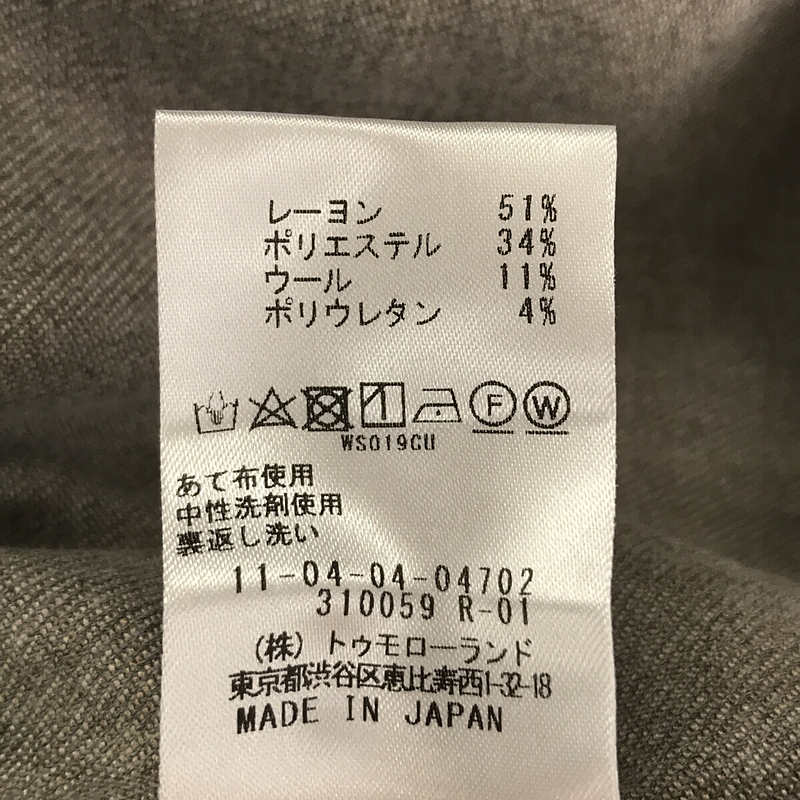 レーヨン 51%
ポリエステル 34%
ウール 11%
ポリウレタン 4%
F W
WS019CU
あて布使用
中性洗剤使用
裏返し洗い
11-04-04-04702
310059 R-01
(株) トゥモローランド
東京都渋谷区恵比寿西1-32-18
MADE IN JAPAN